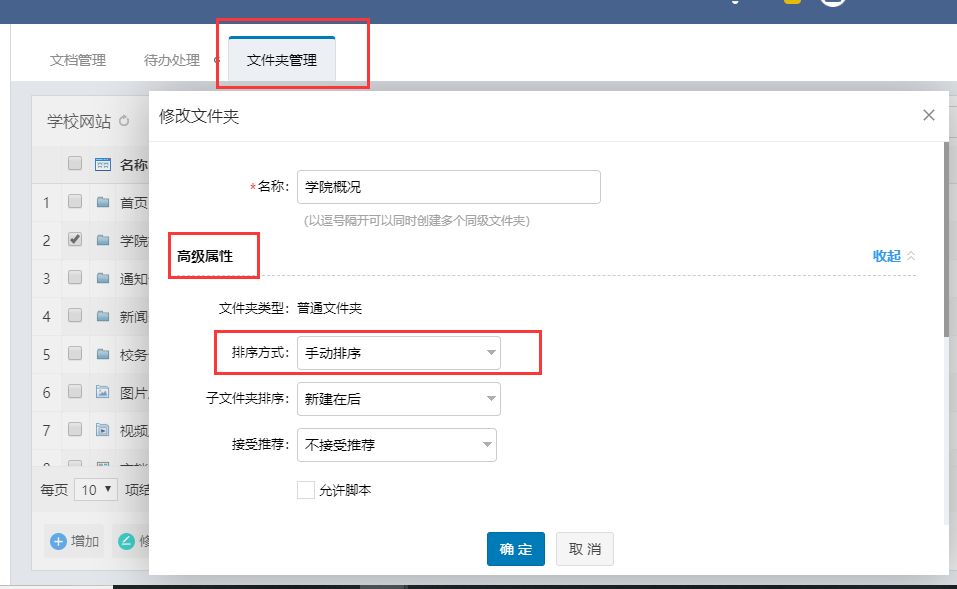 文档管理
待办处理
文件夹管理
学校网站
修改文件夹
名称
1 首页
2 学院
3 通知
4 新闻
5 校务
6 图片
7 视频
*名称：
学院概况
(以逗号隔开可以同时创建多个同级文件夹)
高级属性
收起
文件夹类型：普通文件夹
排序方式：手动排序
子文件夹排序：新建在后
接受推荐：不接受推荐
允许脚本
每页 10 项结
增加
修
确 定
取 消